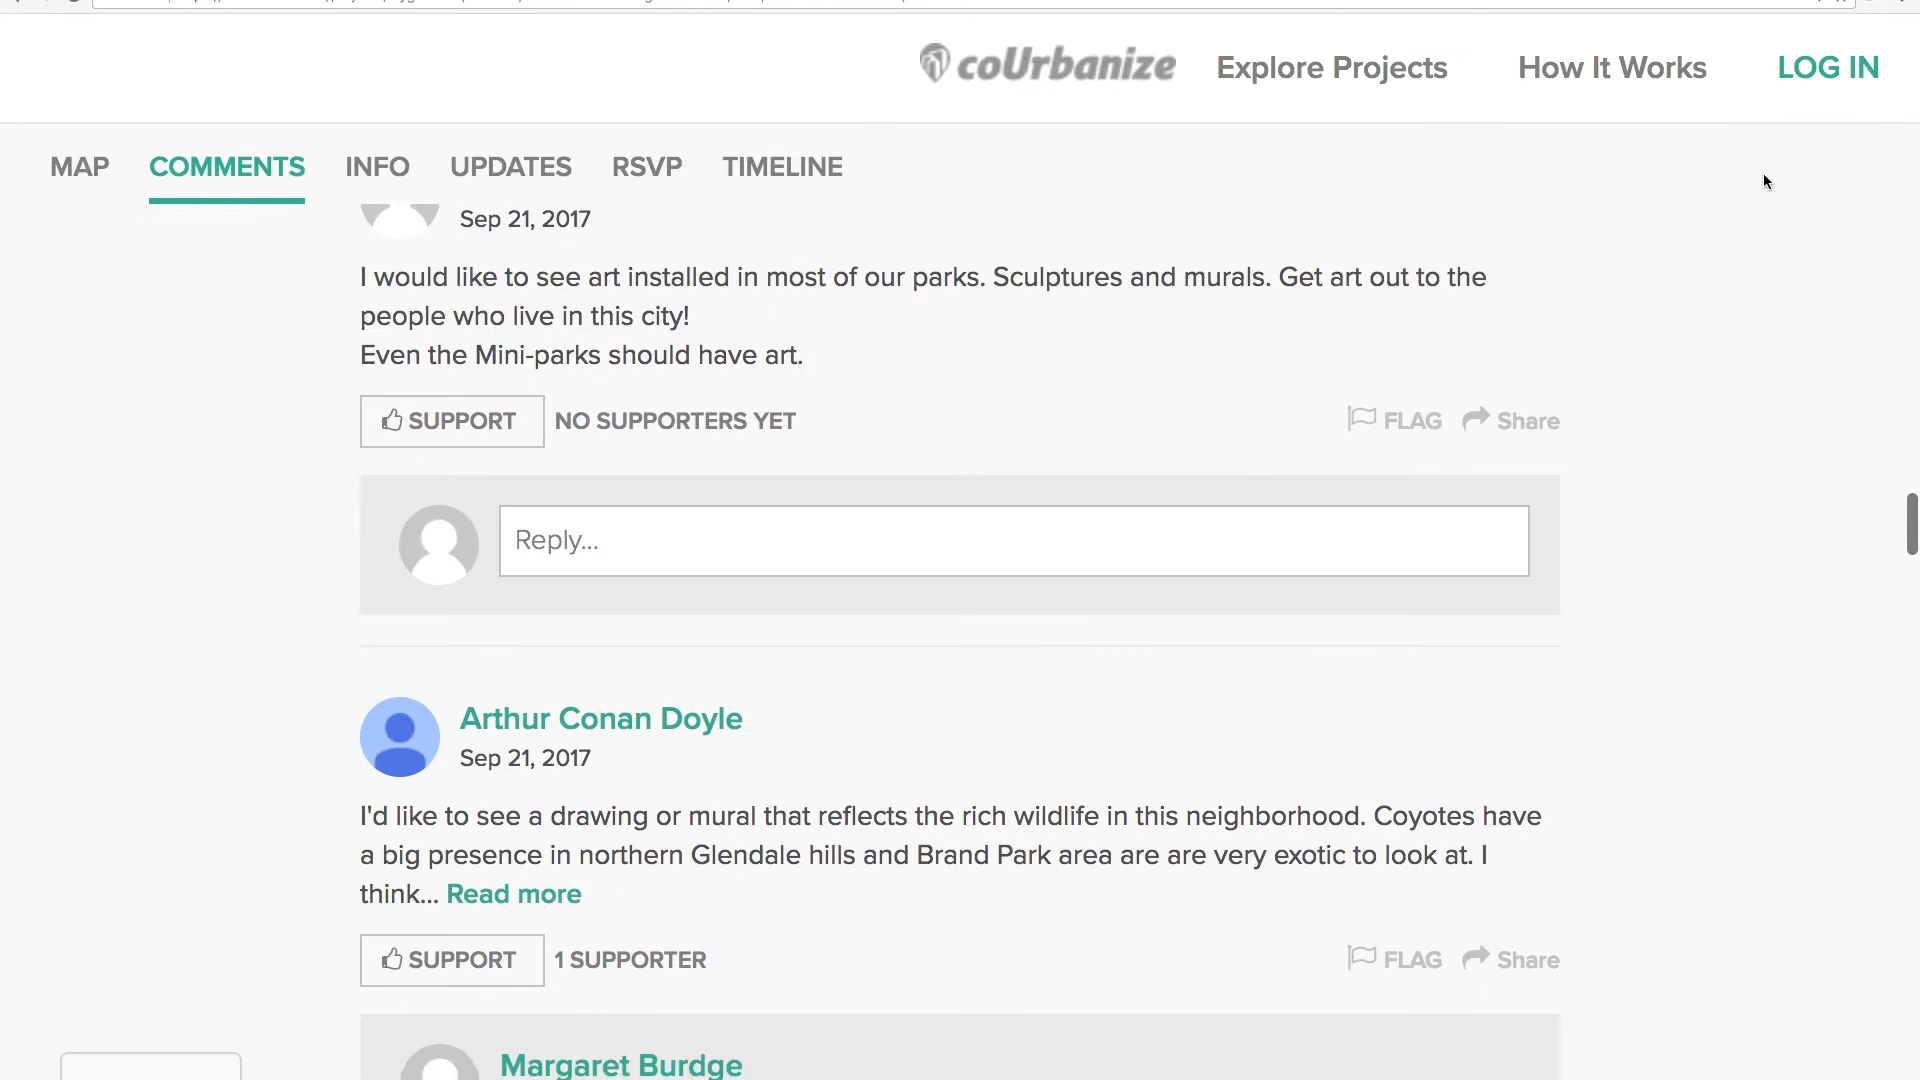 coUrbanize
Explore Projects
How It Works
LOG IN
MAP
COMMENTS
INFO
UPDATES
RSVP
TIMELINE
Sep 21, 2017
I would like to see art installed in most of our parks. Sculptures and murals. Get art out to the
people who live in this city!
Even the Mini-parks should have art.
SUPPORT
NO SUPPORTERS YET
FLAG
Share
Reply...
Arthur Conan Doyle
Sep 21, 2017
I'd like to see a drawing or mural that reflects the rich wildlife in this neighborhood. Coyotes have
a big presence in northern Glendale hills and Brand Park area are are very exotic to look at. I
think... Read more
SUPPORT
1 SUPPORTER
FLAG
Share
Margaret Burdge